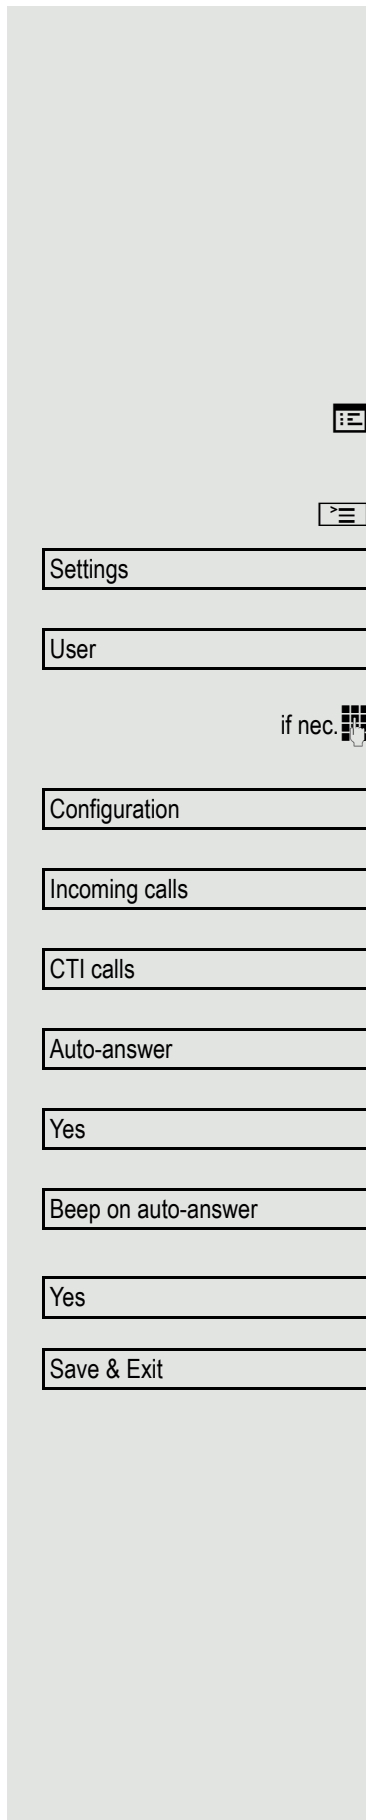 Settings
User
if nec.
Configuration
Incoming calls
CTI calls
Auto-answer
Yes
Beep on auto-answer
Yes
Save & Exit